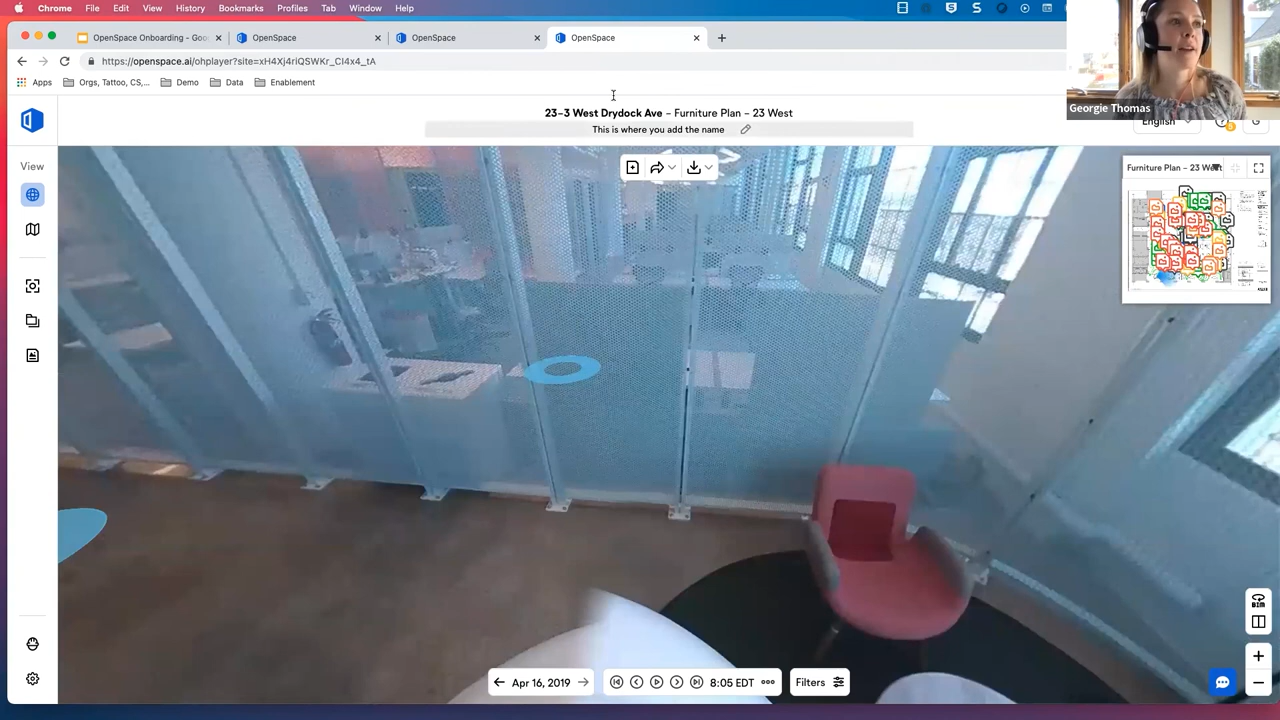 Chrome File Edit View History Bookmarks Profiles Tab Window Help
OpenSpace Onboarding - Goo
OpenSpace
OpenSpace
OpenSpace
https://openspace.ai/ohplayer?site=xH4Xj4riQSWKr_CI4x4_tA
Apps
Orgs, Tattoo, CS,...
Demo
Data
Enablement
Georgie Thomas
23-3 West Drydock Ave - Furniture Plan - 23 West
This is where you add the name
English
G
View
Furniture Plan - 23 West
BIM
Apr 16, 2019
8:05 EDT
Filters